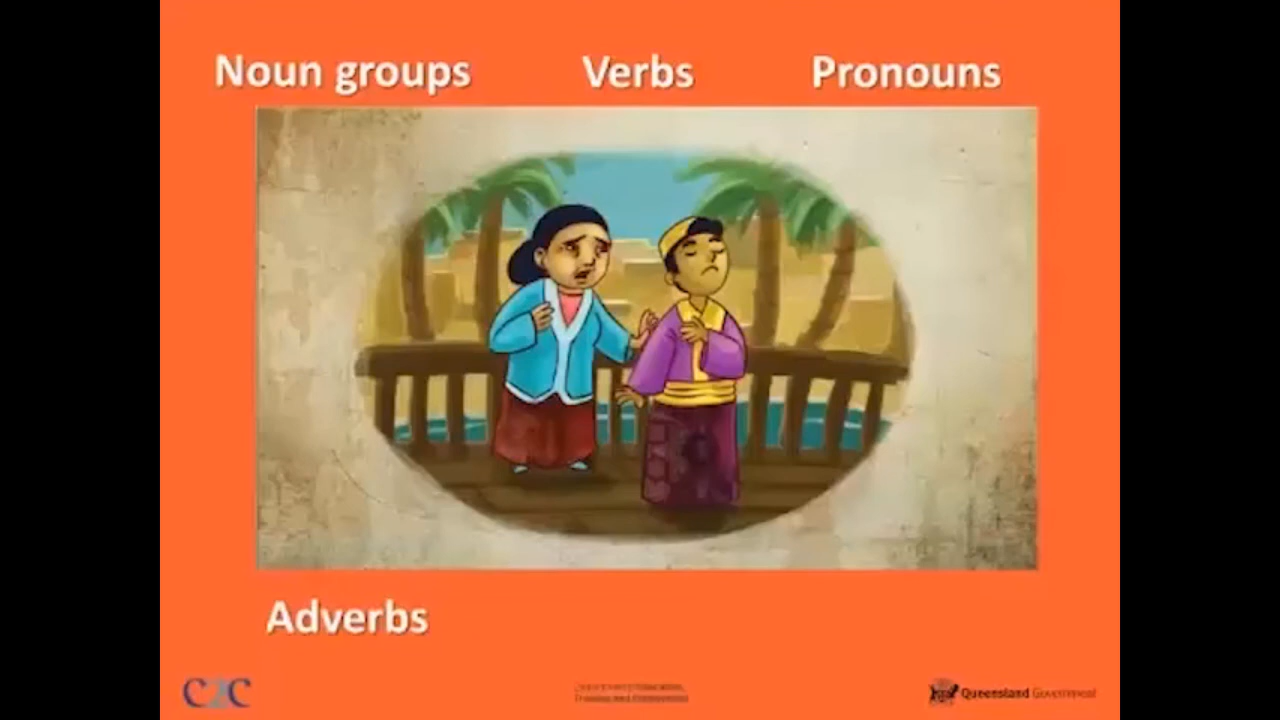 Noun groups
Verbs
Pronouns
Adverbs
C2C
Queensland Government